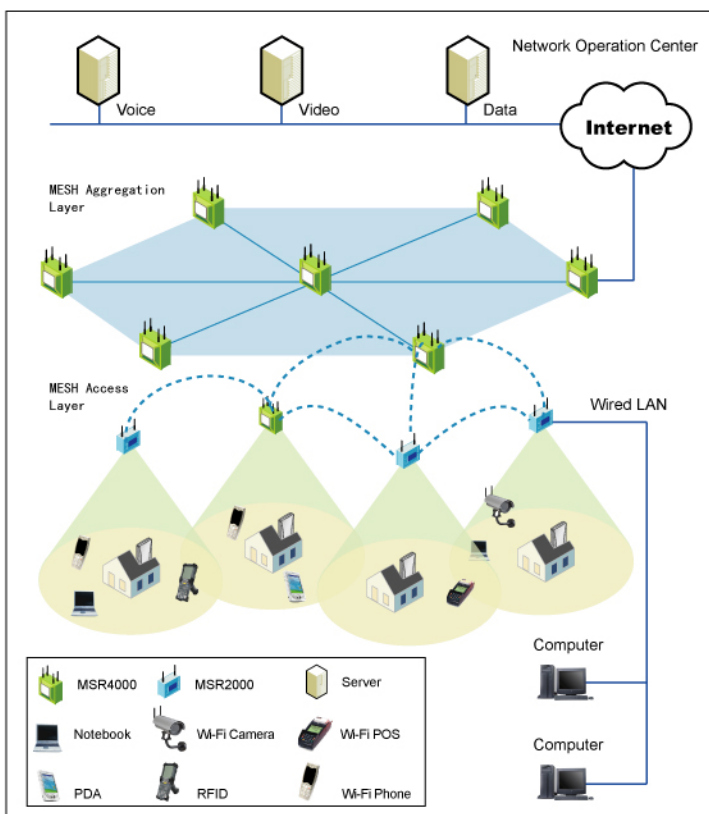 Network Operation Center
Voice
Video
Data
Internet
MESH Aggregation
Layer
MESH Access
Layer
Wired LAN
Computer
Computer
MSR4000
MSR2000
Server
Notebook
Wi-Fi Camera
Wi-Fi POS
PDA
RFID
Wi-Fi Phone